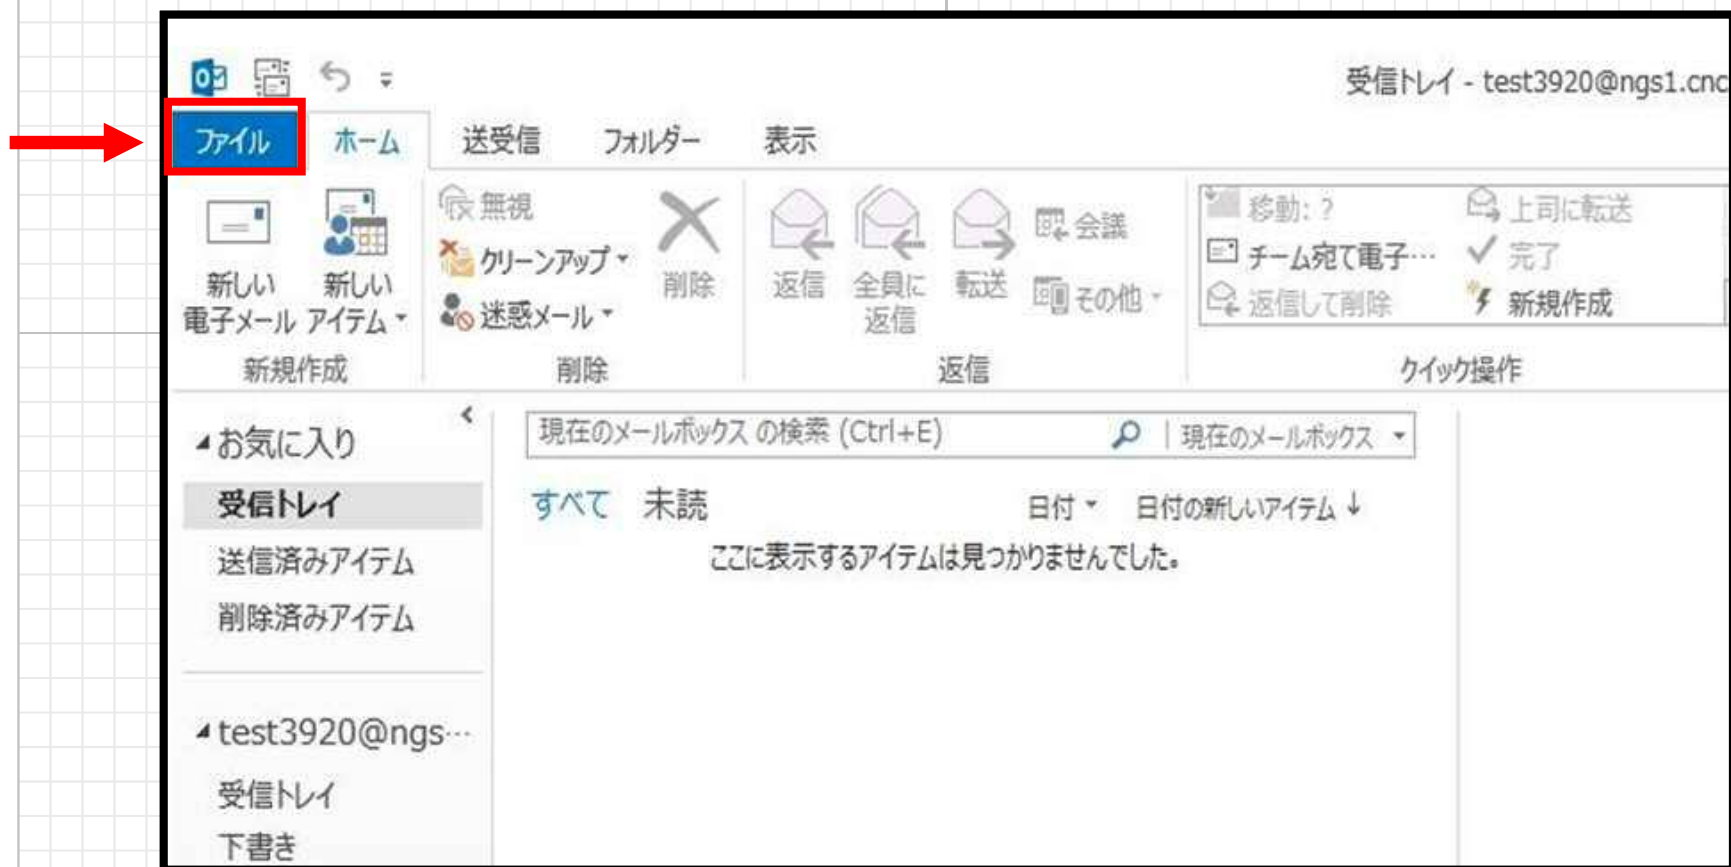 受信トレイ - test3920@ngs1.cnc
ファイル ホーム 送受信 フォルダー 表示
新しい
電子メール
新しい
アイテム
新規作成
無視
クリーンアップ
迷惑メール
削除
削除
返信
全員に
返信
転送
会議
その他
返信
移動: ?
チーム宛て電子…
返信して削除
上司に転送
完了
新規作成
クイック操作
お気に入り
受信トレイ
送信済みアイテム
削除済みアイテム
test3920@ngs…
受信トレイ
下書き
現在のメールボックス の検索 (Ctrl+E) 現在のメールボックス
すべて 未読 日付 日付の新しいアイテム ↓
ここに表示するアイテムは見つかりませんでした。